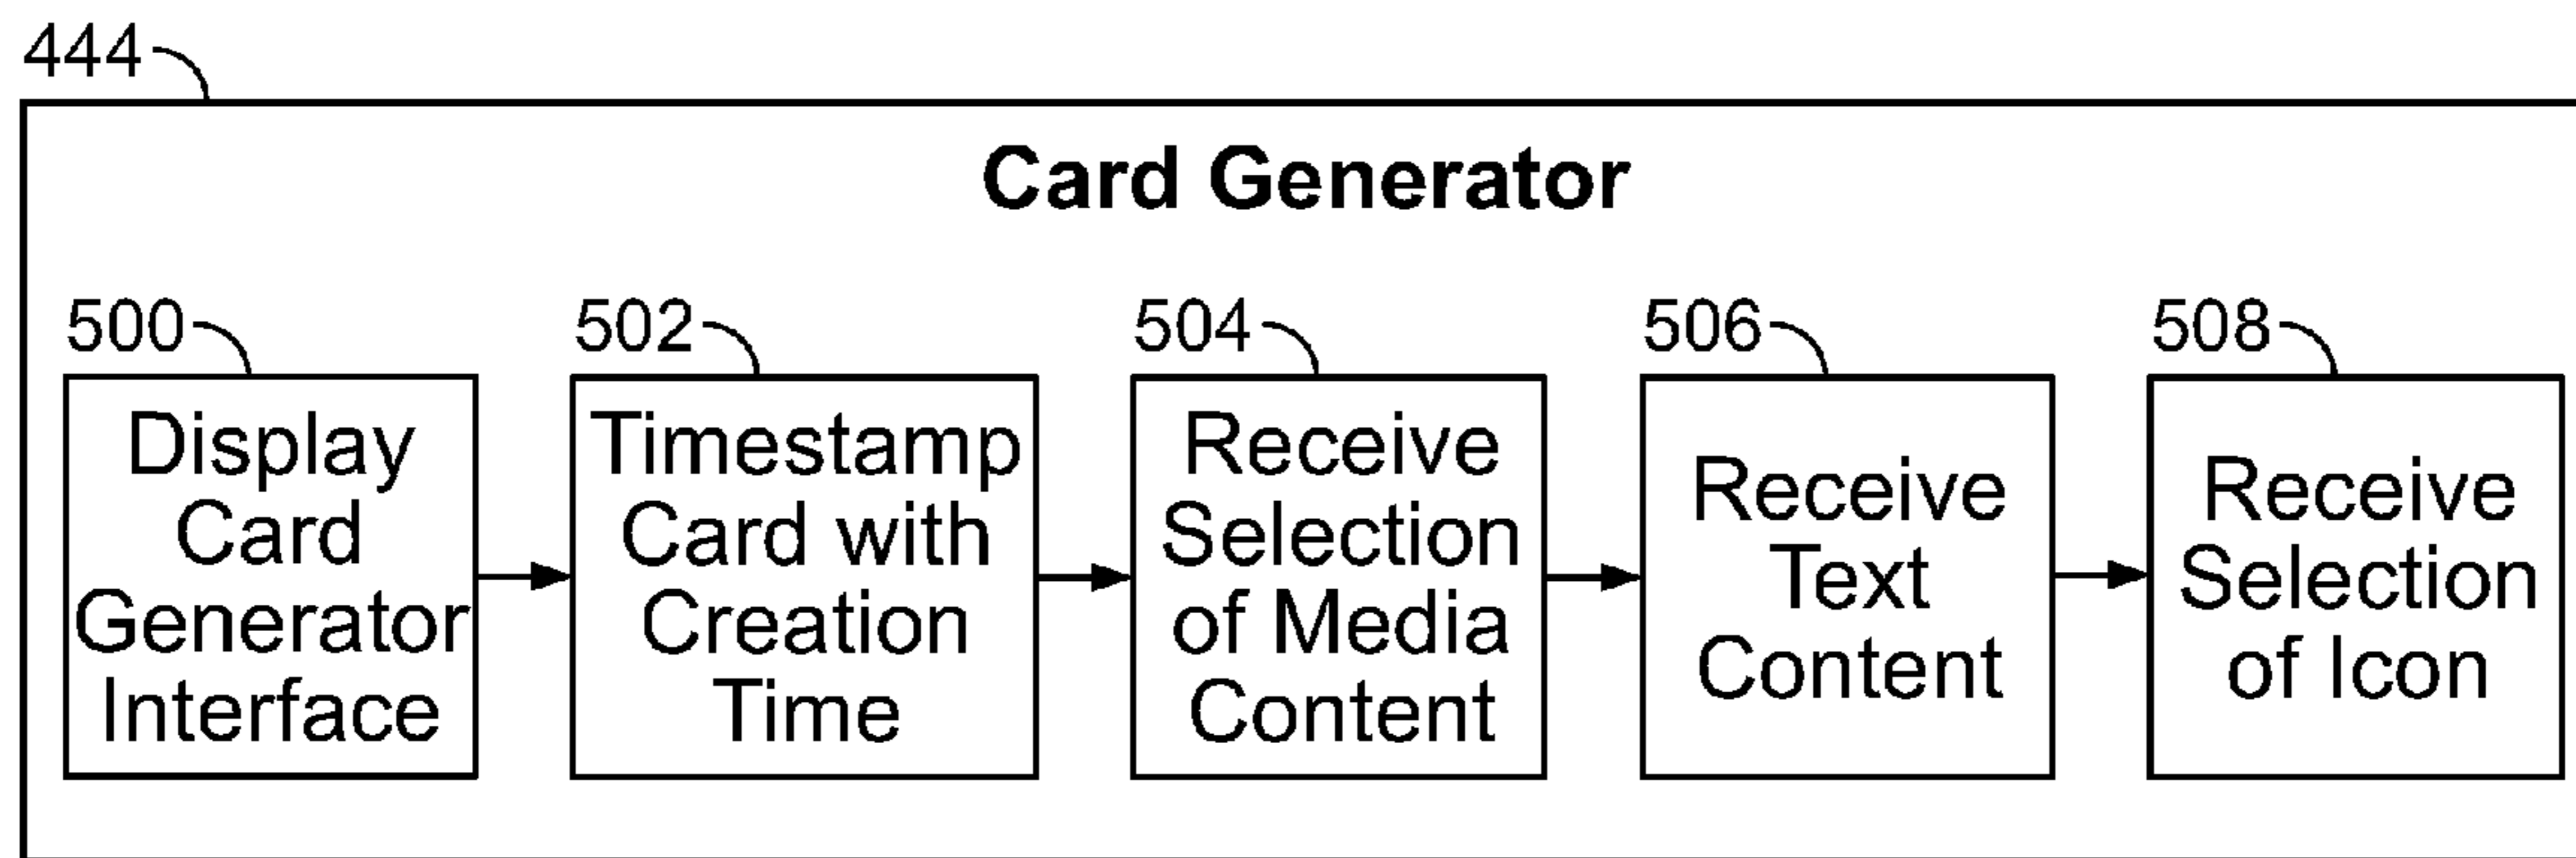 444
Card Generator
500
Display
Card
Generator
Interface
502
Timestamp
Card with
Creation
Time
504
Receive
Selection
of Media
Content
506
Receive
Text
Content
508
Receive
Selection
of Icon